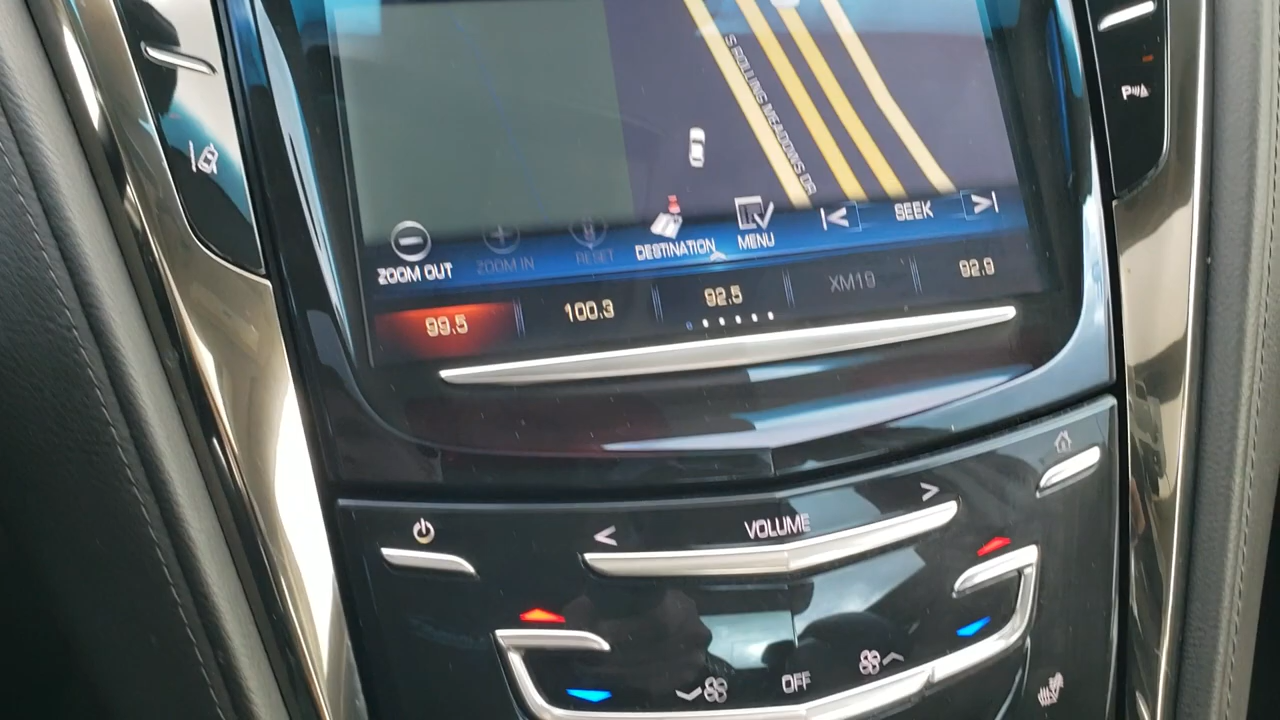 S ROLLING MEADOWS DR
ZOOM OUT
ZOOM IN
RESET
DESTINATION
MENU
SEEK
99.5
100.3
92.5
XM19
92.9
VOLUME
OFF